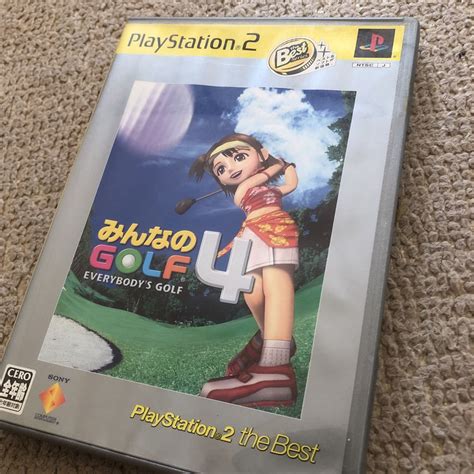 PlayStation®2
the
Best
NTSC J
みんなの
GOLF 4
EVERYBODY'S GOLF
CERO
全年齢
SONY
PlayStation®2 the Best